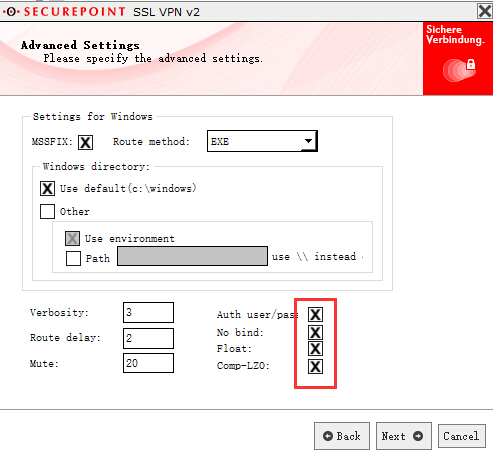 SECUREPOINT SSL VPN v2
Advanced Settings
Please specify the advanced settings.
Sichere
Verbindung.
Settings for Windows
MSSFIX: Route method: EXE
Windows directory:
Use default(c:\windows)
Other
Use environment
Path use \\ instead
Verbosity: 3
Route delay: 2
Mute: 20
Auth user/pass
No bind:
Float:
Comp-LZO:
Back Next Cancel